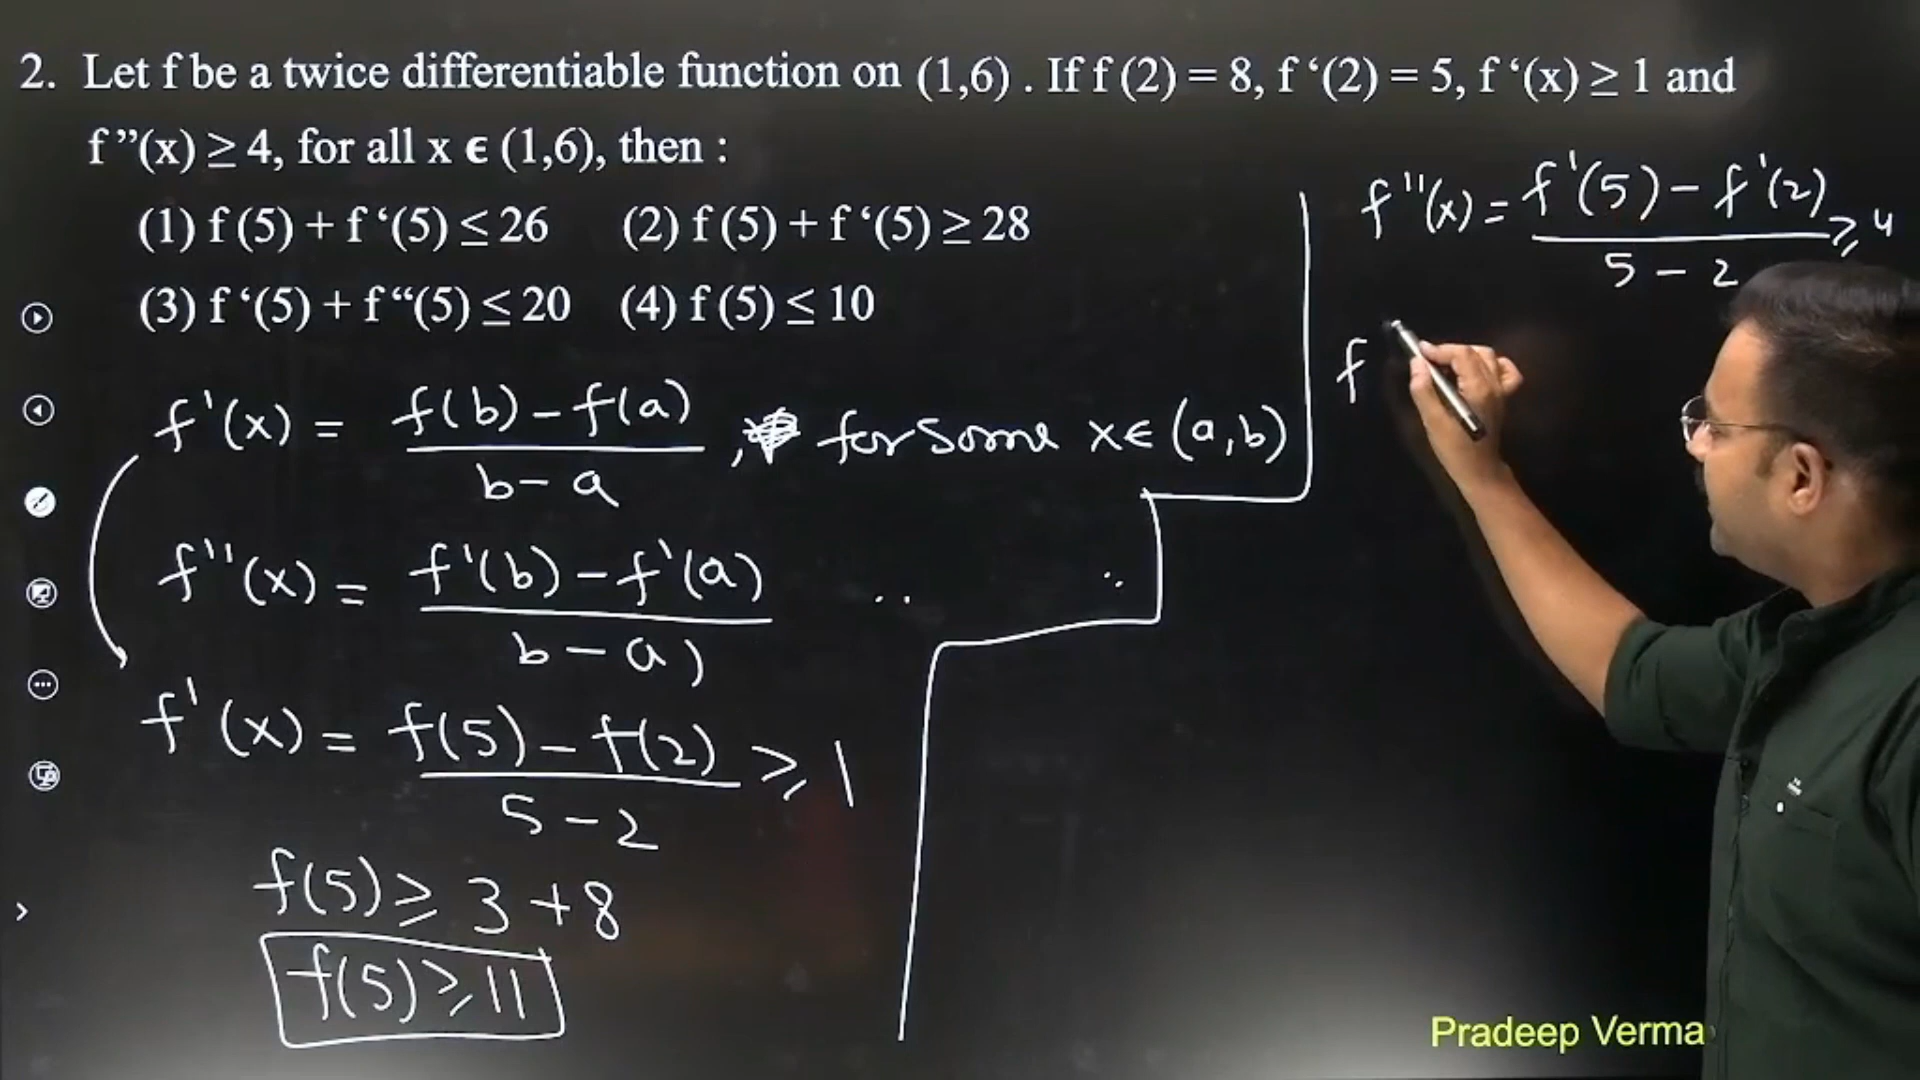 2. Let f be a twice differentiable function on (1,6) . If f (2) = 8, f ‘(2) = 5, f ‘(x) ≥ 1 and
f ”(x) ≥ 4, for all x ϵ (1,6), then :
(1) f (5) + f ‘(5) ≤ 26 (2) f (5) + f ‘(5) ≥ 28
(3) f ‘(5) + f “(5) ≤ 20 (4) f (5) ≤ 10
f'(x) = f(b) - f(a) / b - a , for some x ∈ (a,b)
f''(x) = f'(b) - f'(a) / b - a )
f'(x) = f(5) - f(2) / 5 - 2 ≥ 1
f(5) ≥ 3 + 8
f(5) ≥ 11
f''(x) = f'(5) - f'(2) / 5 - 2 ≥ 4
f
Pradeep Verma